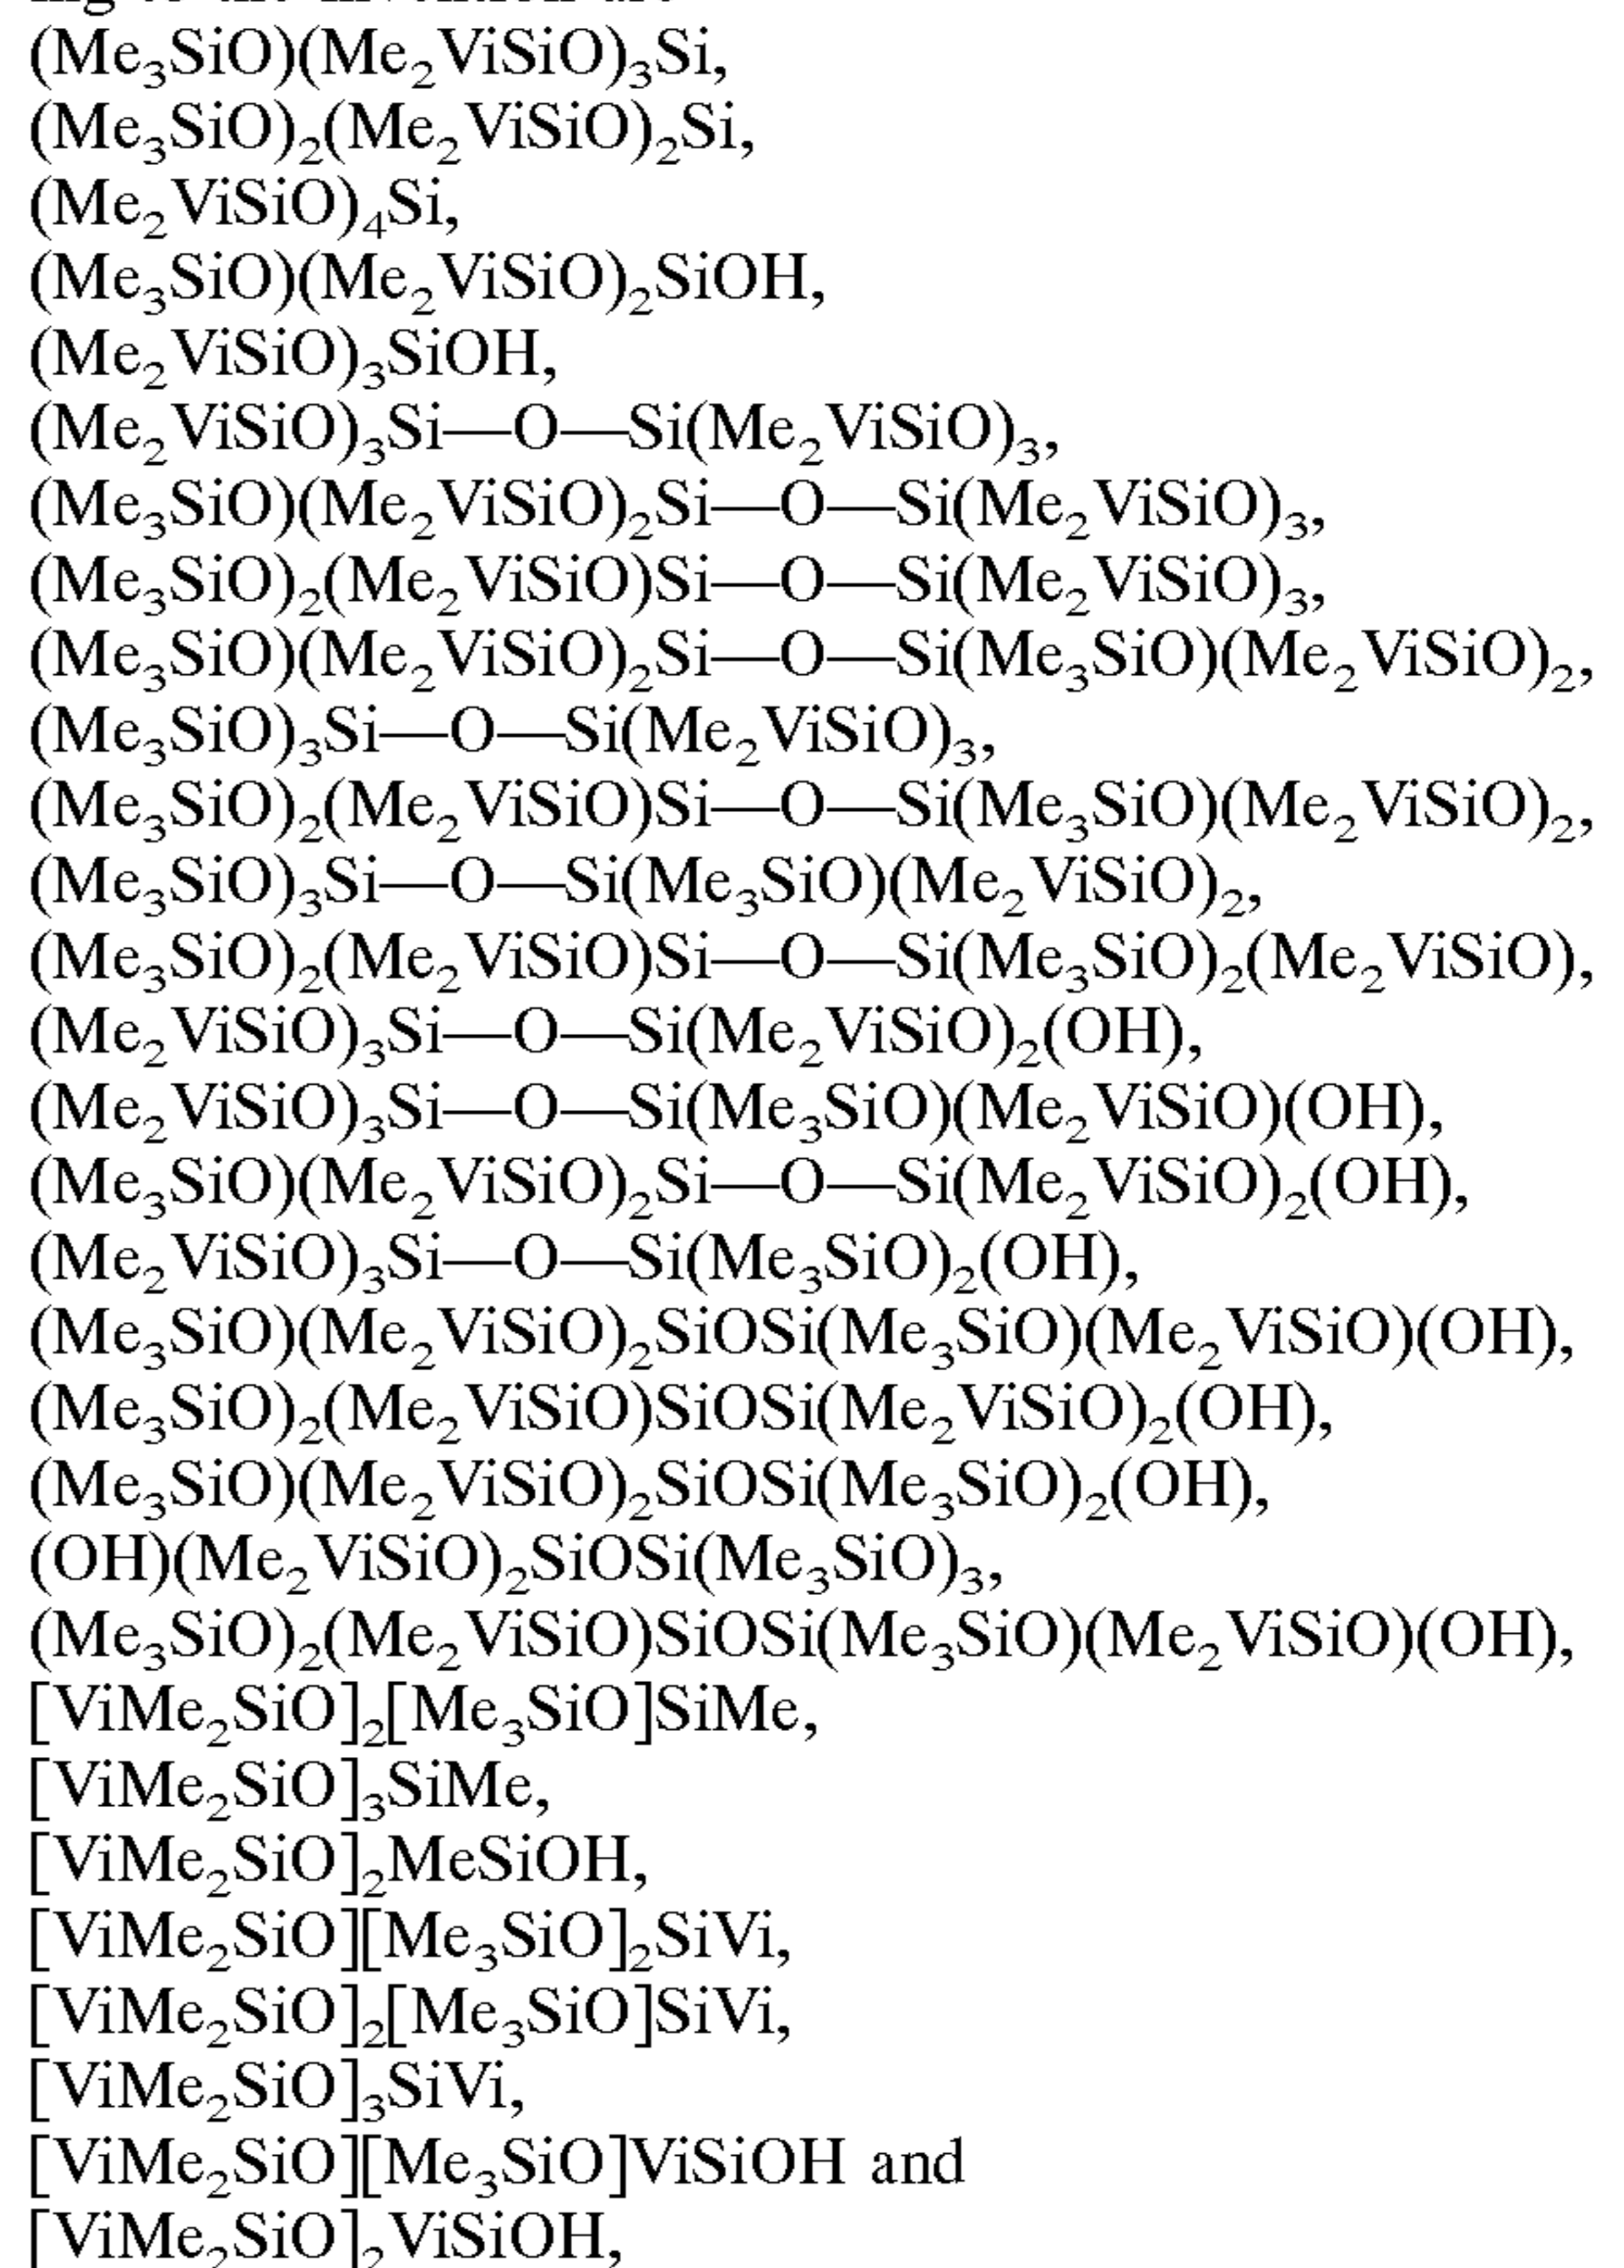 (Me₃SiO)(Me₂ViSiO)₃Si,
(Me₃SiO)₂(Me₂ViSiO)₂Si,
(Me₂ViSiO)₄Si,
(Me₃SiO)(Me₂ViSiO)₂SiOH,
(Me₂ViSiO)₃SiOH,
(Me₂ViSiO)₃Si—O—Si(Me₂ViSiO)₃,
(Me₃SiO)(Me₂ViSiO)₂Si—O—Si(Me₂ViSiO)₃,
(Me₃SiO)₂(Me₂ViSiO)Si—O—Si(Me₂ViSiO)₃,
(Me₃SiO)(Me₂ViSiO)₂Si—O—Si(Me₃SiO)(Me₂ViSiO)₂,
(Me₃SiO)₃Si—O—Si(Me₂ViSiO)₃,
(Me₃SiO)₂(Me₂ViSiO)Si—O—Si(Me₃SiO)(Me₂ViSiO)₂,
(Me₃SiO)₃Si—O—Si(Me₃SiO)(Me₂ViSiO)₂,
(Me₃SiO)₂(Me₂ViSiO)Si—O—Si(Me₃SiO)₂(Me₂ViSiO),
(Me₂ViSiO)₃Si—O—Si(Me₂ViSiO)₂(OH),
(Me₂ViSiO)₃Si—O—Si(Me₃SiO)(Me₂ViSiO)(OH),
(Me₃SiO)(Me₂ViSiO)₂Si—O—Si(Me₂ViSiO)₂(OH),
(Me₂ViSiO)₃Si—O—Si(Me₃SiO)₂(OH),
(Me₃SiO)(Me₂ViSiO)₂SiOSi(Me₃SiO)(Me₂ViSiO)(OH),
(Me₃SiO)₂(Me₂ViSiO)SiOSi(Me₂ViSiO)₂(OH),
(Me₃SiO)(Me₂ViSiO)₂SiOSi(Me₃SiO)₂(OH),
(OH)(Me₂ViSiO)₂SiOSi(Me₃SiO)₃,
(Me₃SiO)₂(Me₂ViSiO)SiOSi(Me₃SiO)(Me₂ViSiO)(OH),
[ViMe₂SiO]₂[Me₃SiO]SiMe,
[ViMe₂SiO]₃SiMe,
[ViMe₂SiO]₂MeSiOH,
[ViMe₂SiO][Me₃SiO]₂SiVi,
[ViMe₂SiO]₂[Me₃SiO]SiVi,
[ViMe₂SiO]₃SiVi,
[ViMe₂SiO][Me₃SiO]ViSiOH and
[ViMe₂SiO]₂ViSiOH,